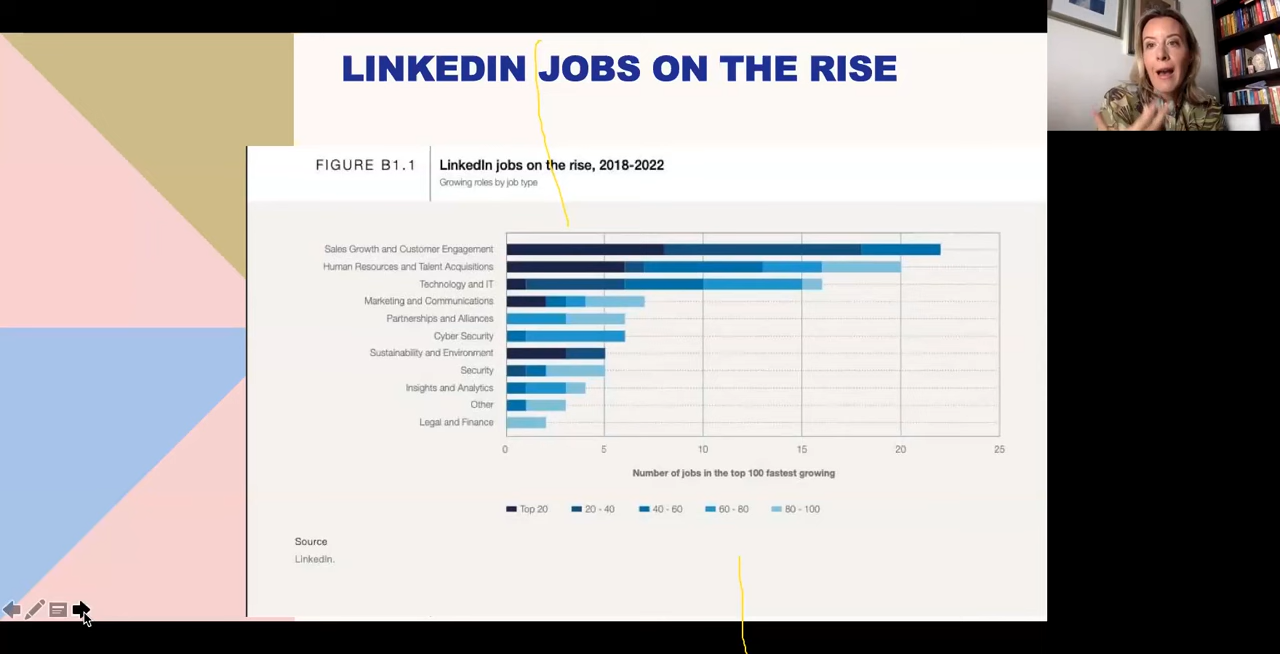 LINKEDIN JOBS ON THE RISE
FIGURE B1.1
LinkedIn jobs on the rise, 2018-2022
Growing roles by job type
Sales Growth and Customer Engagement
Human Resources and Talent Acquisitions
Technology and IT
Marketing and Communications
Partnerships and Alliances
Cyber Security
Sustainability and Environment
Security
Insights and Analytics
Other
Legal and Finance
0 5 10 15 20 25
Number of jobs in the top 100 fastest growing
Top 20 20 - 40 40 - 60 60 - 80 80 - 100
Source
LinkedIn.